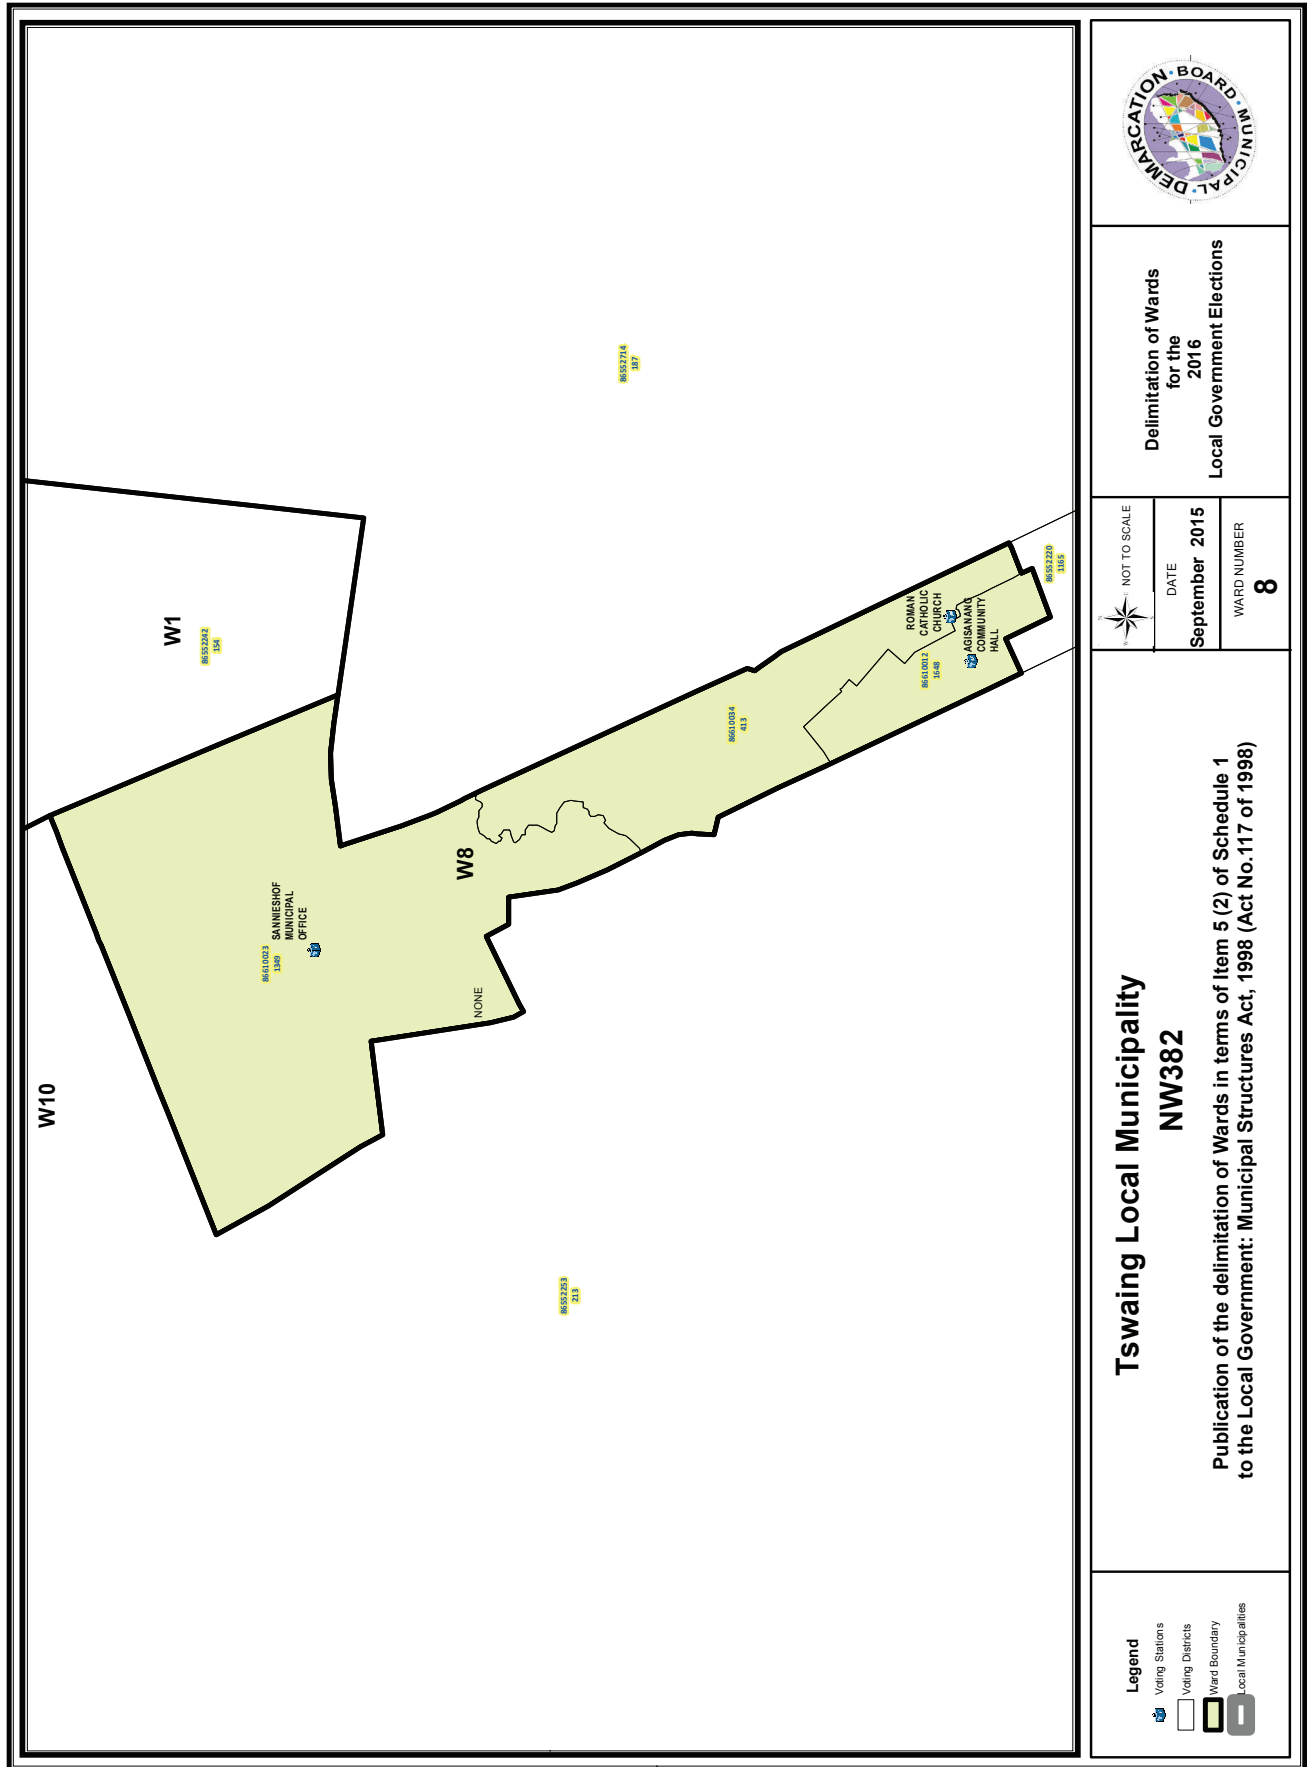 W10
W1
86552242
154
86552714
187
SANNIESHOF
MUNICIPAL
OFFICE
86610023
1349
W8
NONE
86552253
213
86610034
413
ROMAN
CATHOLIC
CHURCH
86610012
1648
AGISANANG
COMMUNITY
HALL
86552220
1165
Legend
Voting Stations
Voting Districts
Ward Boundary
Local Municipalities
Tswaing Local Municipality
NW382
Publication of the delimitation of Wards in terms of Item 5 (2) of Schedule 1
to the Local Government: Municipal Structures Act, 1998 (Act No.117 of 1998)
NOT TO SCALE
DATE
September 2015
WARD NUMBER
8
Delimitation of Wards
for the
2016
Local Government Elections
MUNICIPAL • DEMARCATION • BOARD •